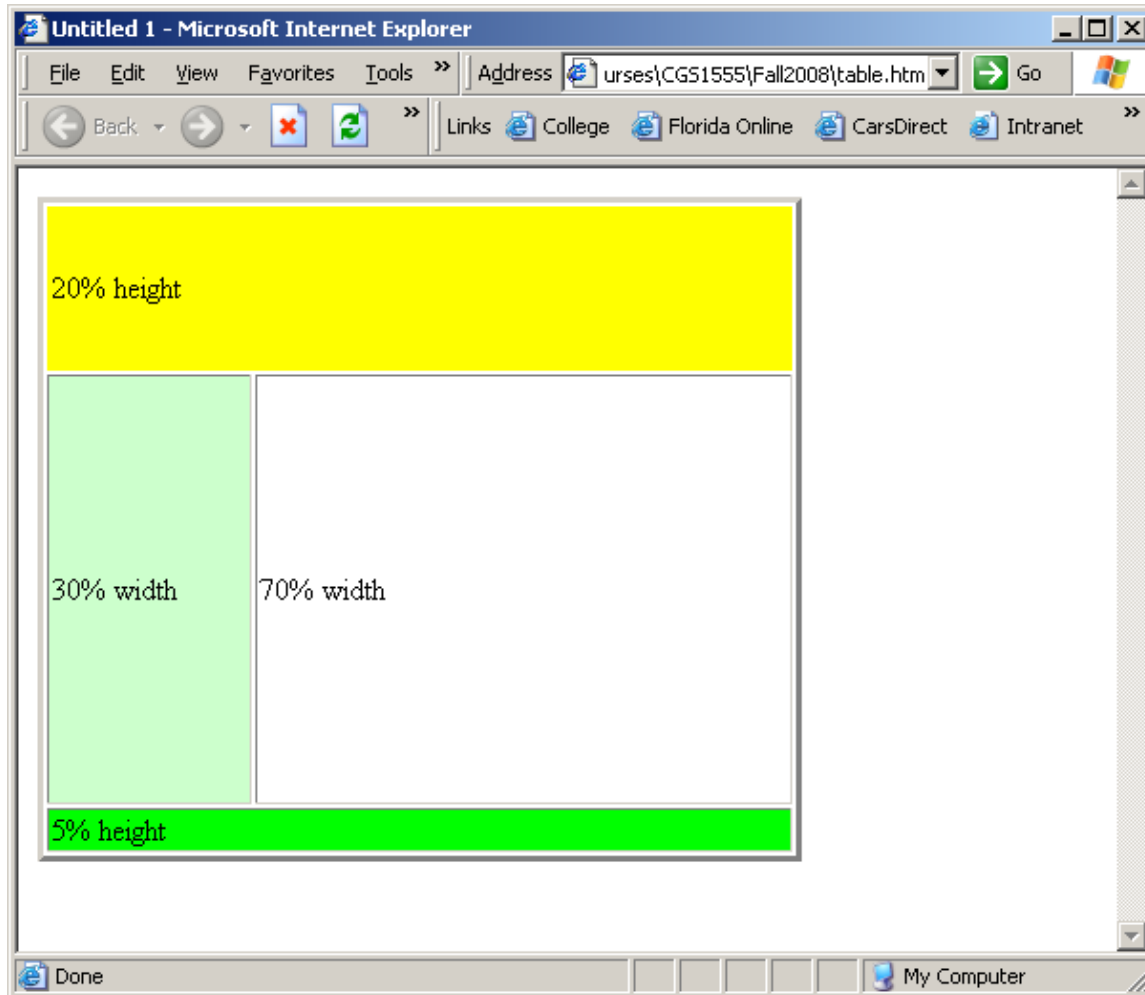 Untitled 1 - Microsoft Internet Explorer
File Edit View Favorites Tools » Address urses\CGS1555\Fall2008\table.htm Go
Back » Links College Florida Online CarsDirect Intranet »
20% height
30% width 70% width
5% height
Done My Computer